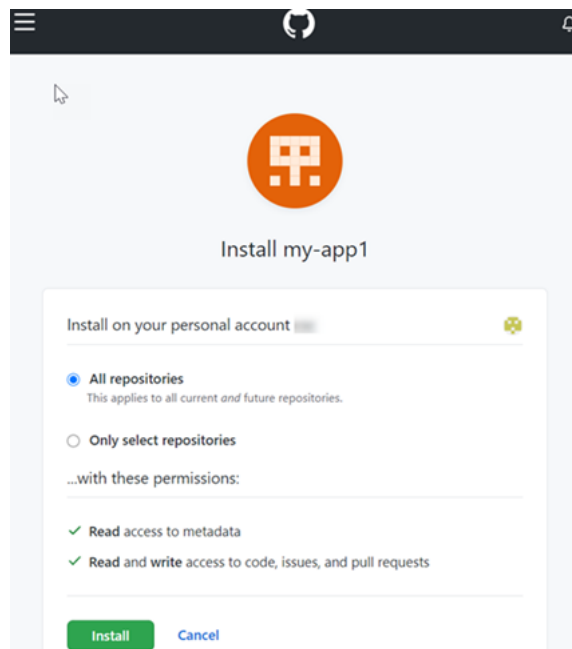 Install my-app1
Install on your personal account
All repositories
This applies to all current and future repositories.
Only select repositories
...with these permissions:
Read access to metadata
Read and write access to code, issues, and pull requests
Install Cancel